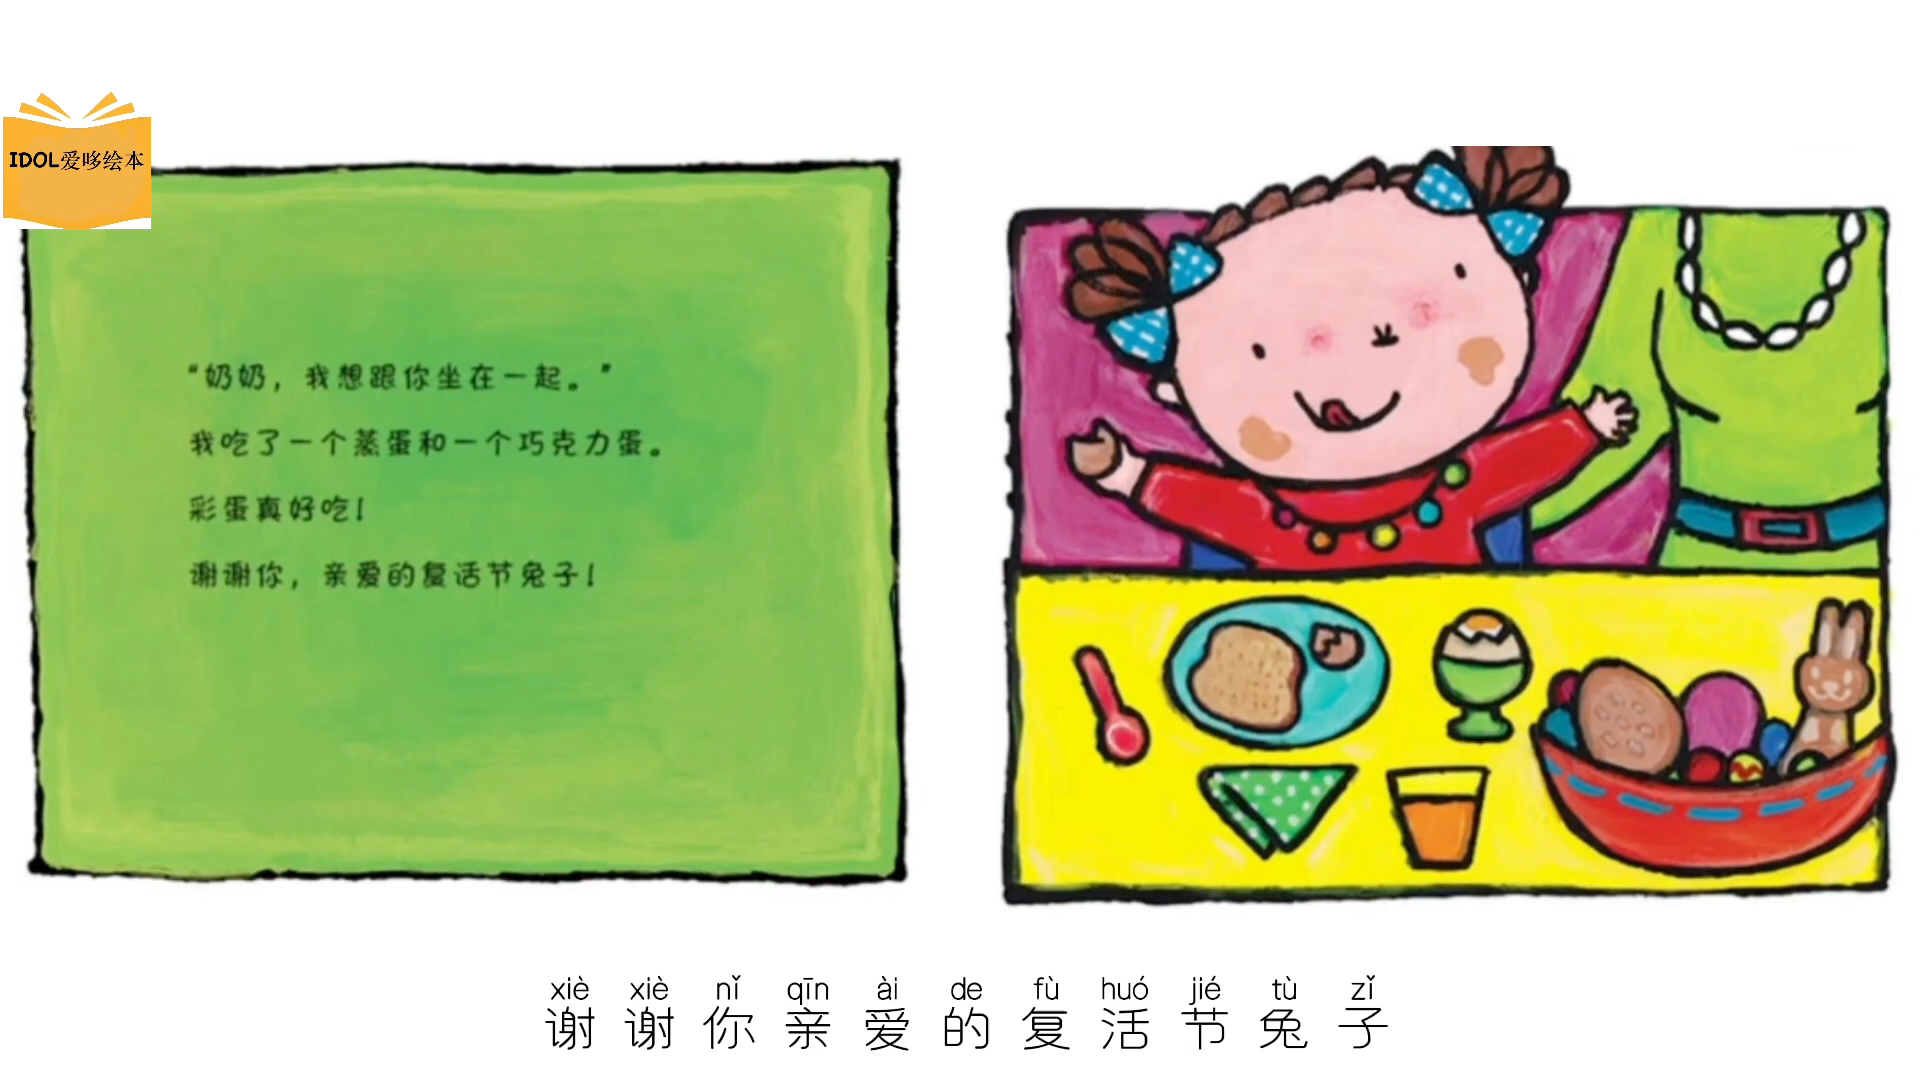 IDOL爱哆绘本
“奶奶，我想跟你坐在一起。”
我吃了一个蒸蛋和一个巧克力蛋。
彩蛋真好吃！
谢谢你，亲爱的复活节兔子！
xiè xiè nǐ qīn ài de fù huó jié tù zǐ
谢谢你亲爱的复活节兔子